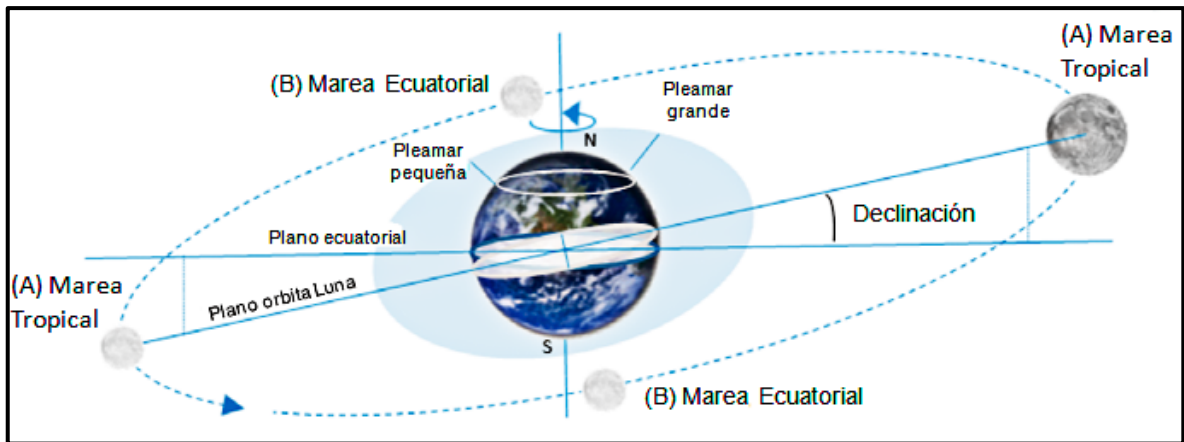 (A) Marea
Tropical
(B) Marea Ecuatorial
Pleamar
grande
N
Pleamar
pequeña
Declinación
Plano ecuatorial
(A) Marea
Tropical
Plano orbita Luna
S
(B) Marea Ecuatorial